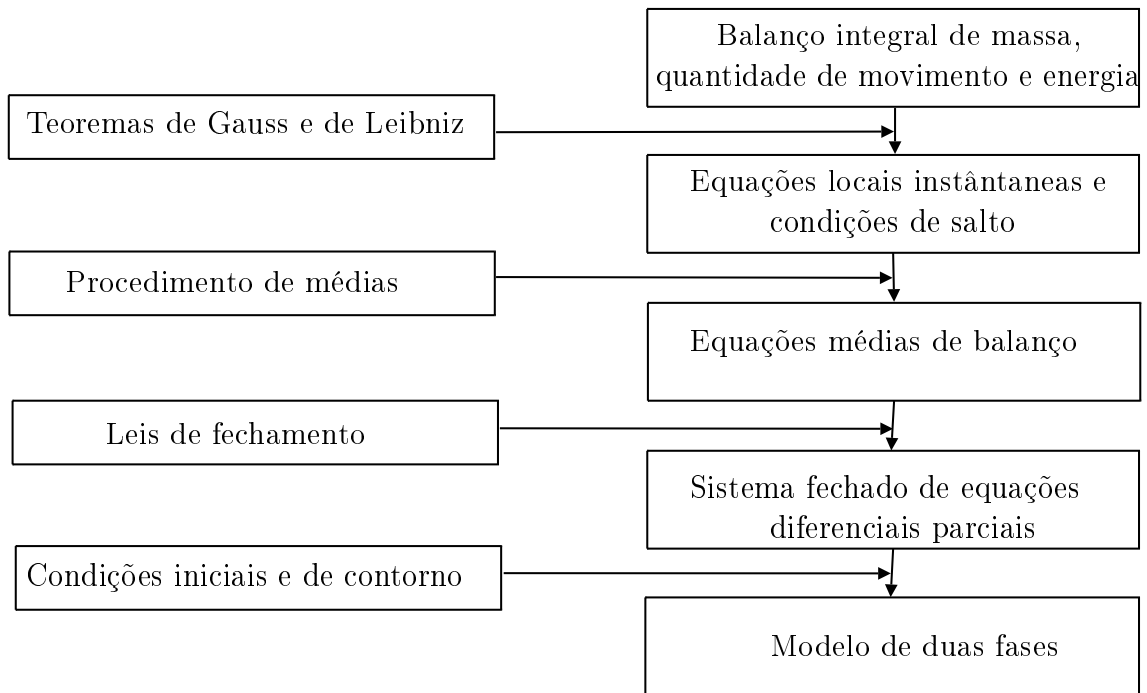 Balanço integral de massa,
quantidade de movimento e energia
Teoremas de Gauss e de Leibniz
Equações locais instântaneas e
condições de salto
Procedimento de médias
Equações médias de balanço
Leis de fechamento
Sistema fechado de equações
diferenciais parciais
Condições iniciais e de contorno
Modelo de duas fases